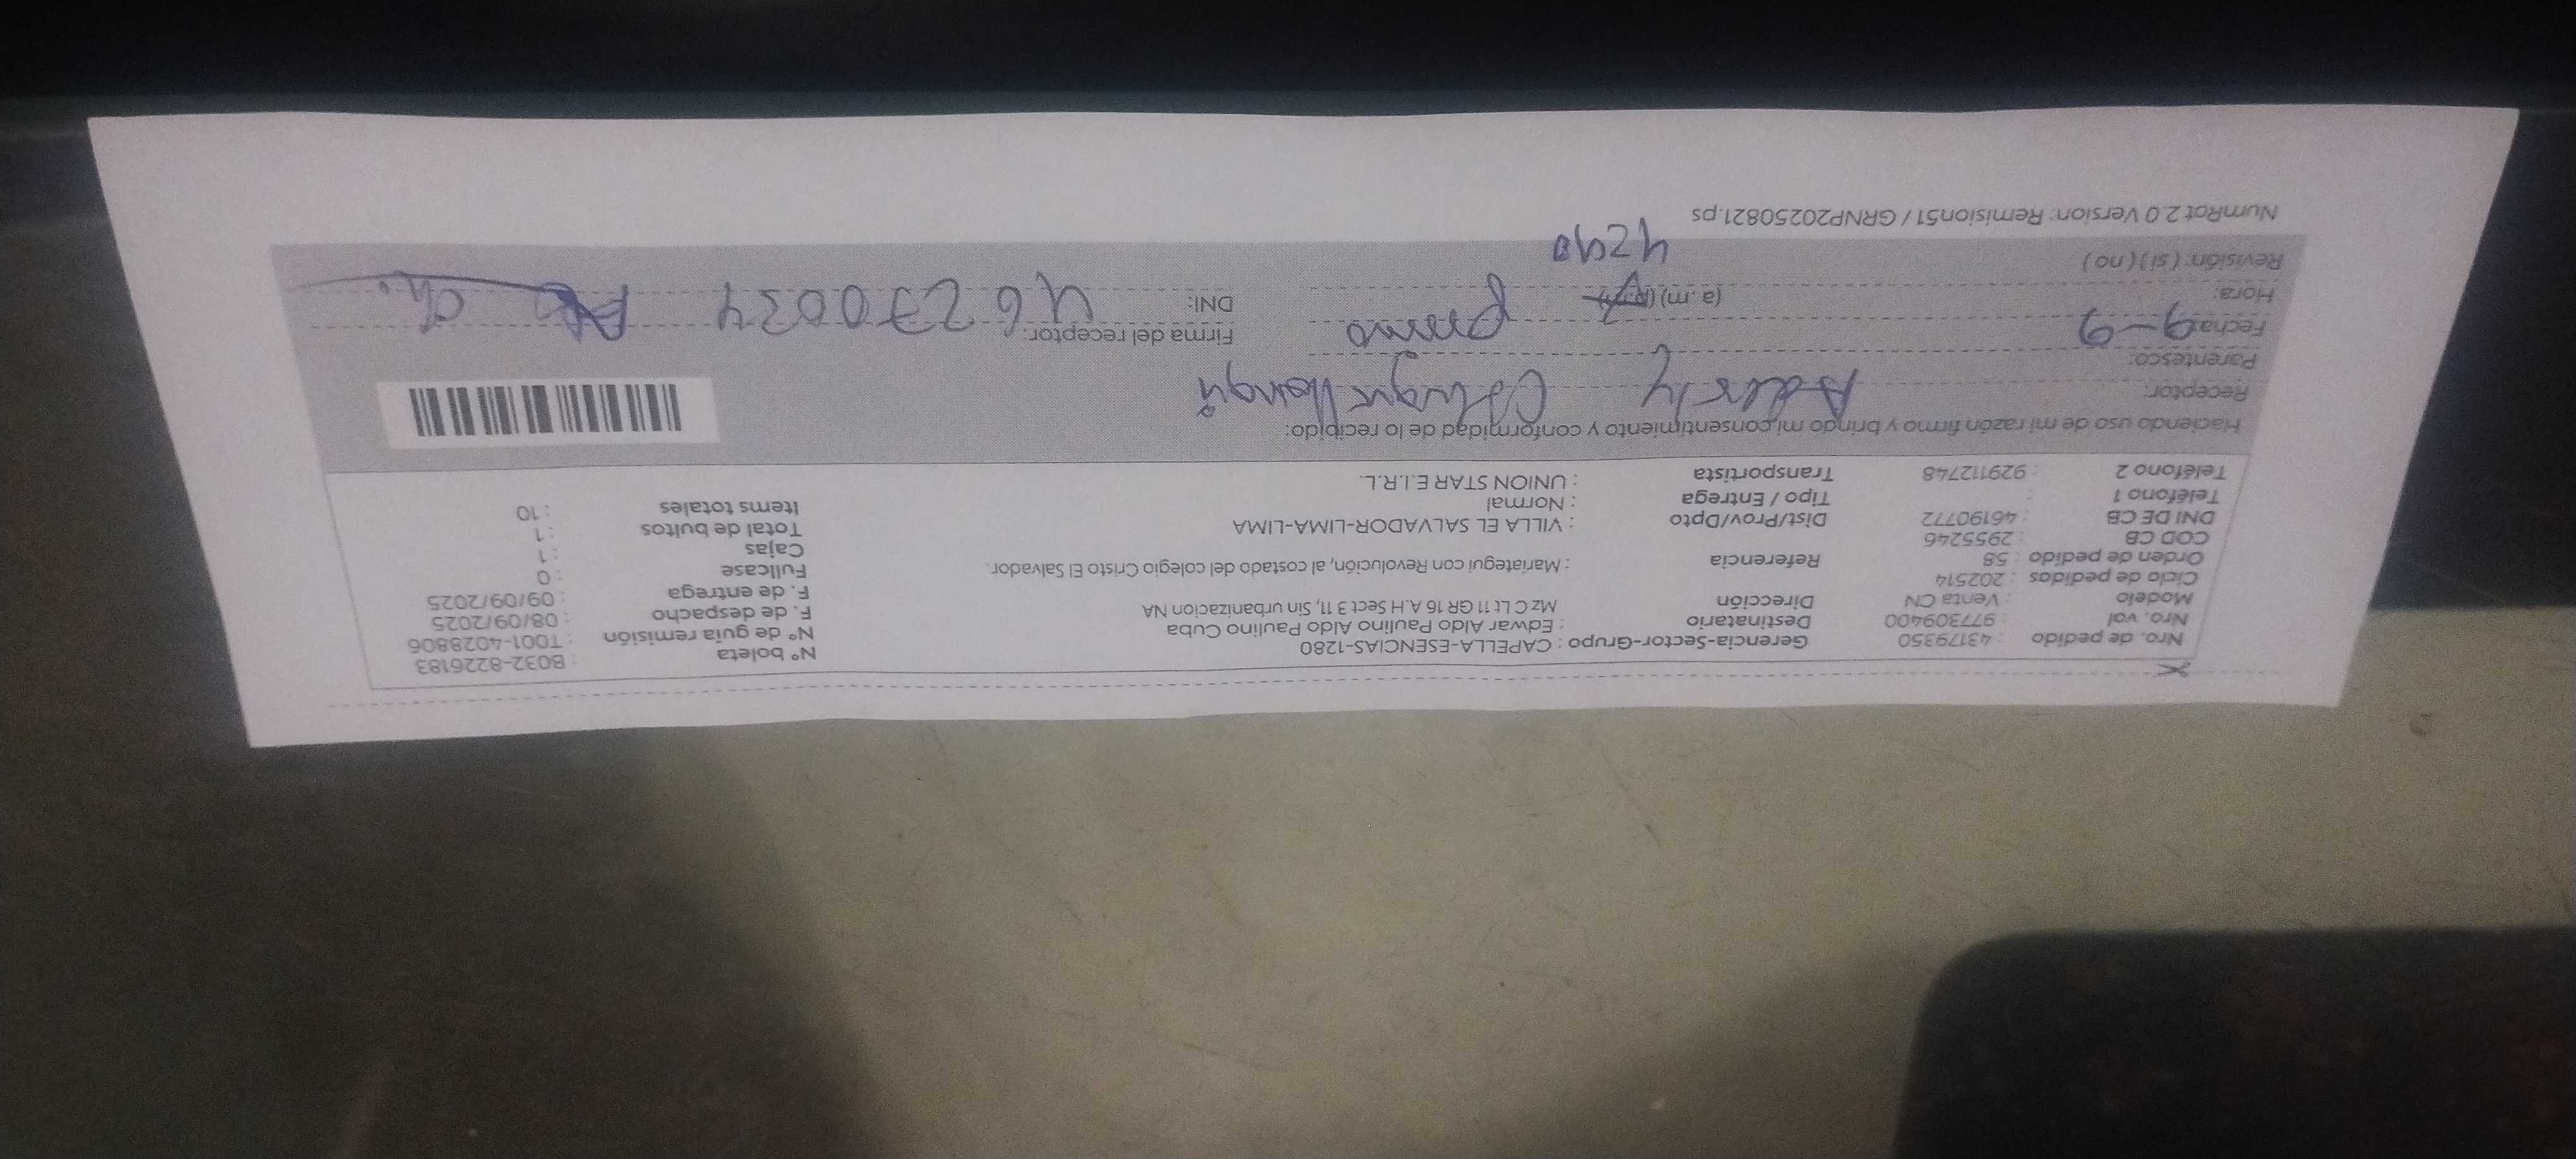 Nro. de pedido : 43179350
Nro. vol : 977309400
Modelo : Venta CN
Ciclo de pedidos : 202514
Orden de pedido : 58
COD CB : 2955246
DNI DE CB : 46190772
Teléfono 1 :
Teléfono 2 : 929112748
Gerencia-Sector-Grupo : CAPELLA-ESENCIAS-1280
Destinatario : Edwar Aldo Paulino Aldo Paulino Cuba
Dirección Mz C Lt 11 GR 16 A.H Sect 3 11, Sin urbanizacion NA
Referencia : Mariategui con Revolución, al costado del colegio Cristo El Salvador.
Dist/Prov/Dpto : VILLA EL SALVADOR-LIMA-LIMA
Tipo / Entrega : Normal
Transportista : UNION STAR E.I.R.L.
N° boleta : B032-8226183
N° de guía remisión : T001-4028806
F. de despacho : 08/09/2025
F. de entrega : 09/09/2025
Fullcase : 0
Cajas : 1
Total de bultos : 1
Items totales : 10
Haciendo uso de mi razón firmo y brindo mi consentimiento y conformidad de lo recibido:
Receptor:
Parentesco:
Fecha: 9-9
Hora: (a.m)
Revisión: (si) (no)
primo
4290
Firma del receptor:
DNI: 46270034
NumRot 2.0 Version: Remision51 / GRNP20250821.ps